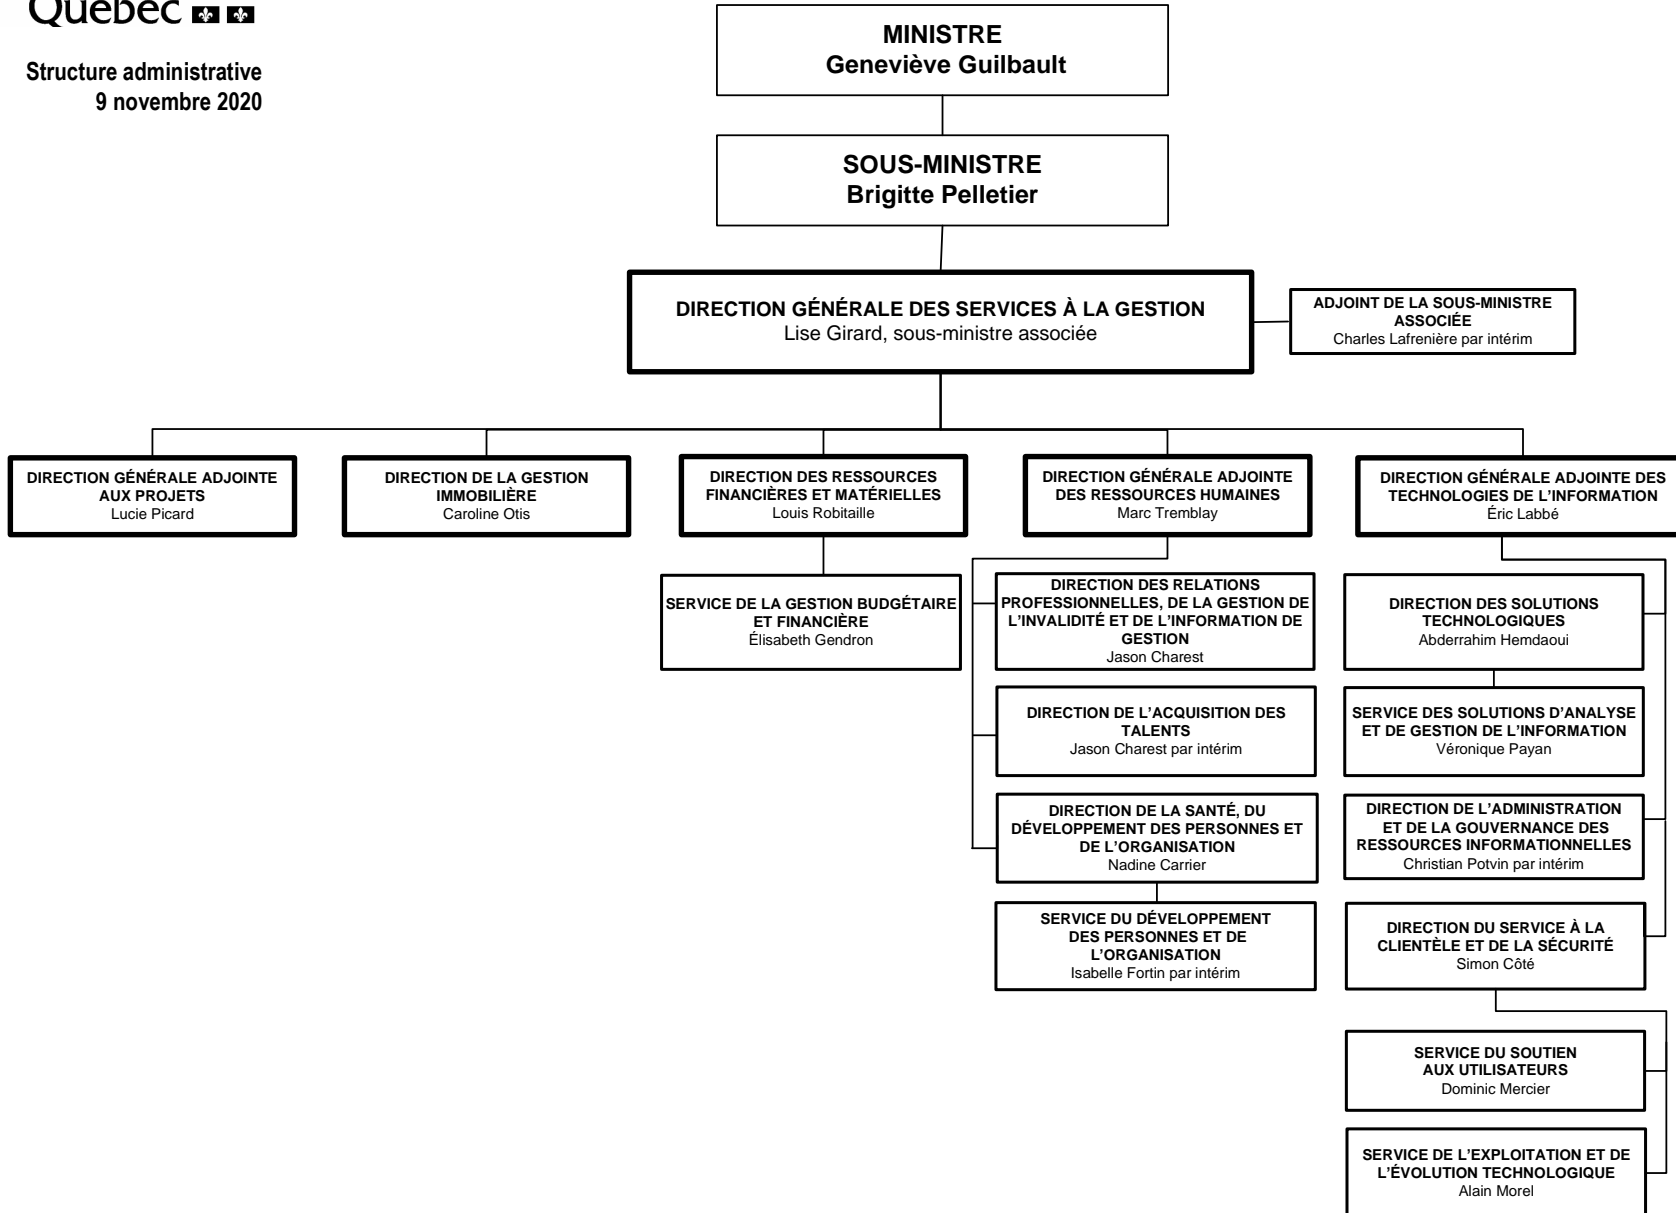 Québec
Structure administrative
9 novembre 2020
MINISTRE
Geneviève Guilbault
SOUS-MINISTRE
Brigitte Pelletier
DIRECTION GÉNÉRALE DES SERVICES À LA GESTION
Lise Girard, sous-ministre associée
ADJOINT DE LA SOUS-MINISTRE
ASSOCIÉE
Charles Lafrenière par intérim
DIRECTION GÉNÉRALE ADJOINTE
AUX PROJETS
Lucie Picard
DIRECTION DE LA GESTION
IMMOBILIÈRE
Caroline Otis
DIRECTION DES RESSOURCES
FINANCIÈRES ET MATÉRIELLES
Louis Robitaille
DIRECTION GÉNÉRALE ADJOINTE
DES RESSOURCES HUMAINES
Marc Tremblay
DIRECTION GÉNÉRALE ADJOINTE DES
TECHNOLOGIES DE L'INFORMATION
Éric Labbé
SERVICE DE LA GESTION BUDGÉTAIRE
ET FINANCIÈRE
Élisabeth Gendron
DIRECTION DES RELATIONS
PROFESSIONNELLES, DE LA GESTION DE
L'INVALIDITÉ ET DE L'INFORMATION DE
GESTION
Jason Charest
DIRECTION DE L'ACQUISITION DES
TALENTS
Jason Charest par intérim
DIRECTION DE LA SANTÉ, DU
DÉVELOPPEMENT DES PERSONNES ET
DE L'ORGANISATION
Nadine Carrier
SERVICE DU DÉVELOPPEMENT
DES PERSONNES ET DE
L'ORGANISATION
Isabelle Fortin par intérim
DIRECTION DES SOLUTIONS
TECHNOLOGIQUES
Abderrahim Hemdaoui
SERVICE DES SOLUTIONS D'ANALYSE
ET DE GESTION DE L'INFORMATION
Véronique Payan
DIRECTION DE L'ADMINISTRATION
ET DE LA GOUVERNANCE DES
RESSOURCES INFORMATIONNELLES
Christian Potvin par intérim
DIRECTION DU SERVICE À LA
CLIENTÈLE ET DE LA SÉCURITÉ
Simon Côté
SERVICE DU SOUTIEN
AUX UTILISATEURS
Dominic Mercier
SERVICE DE L'EXPLOITATION ET DE
L'ÉVOLUTION TECHNOLOGIQUE
Alain Morel